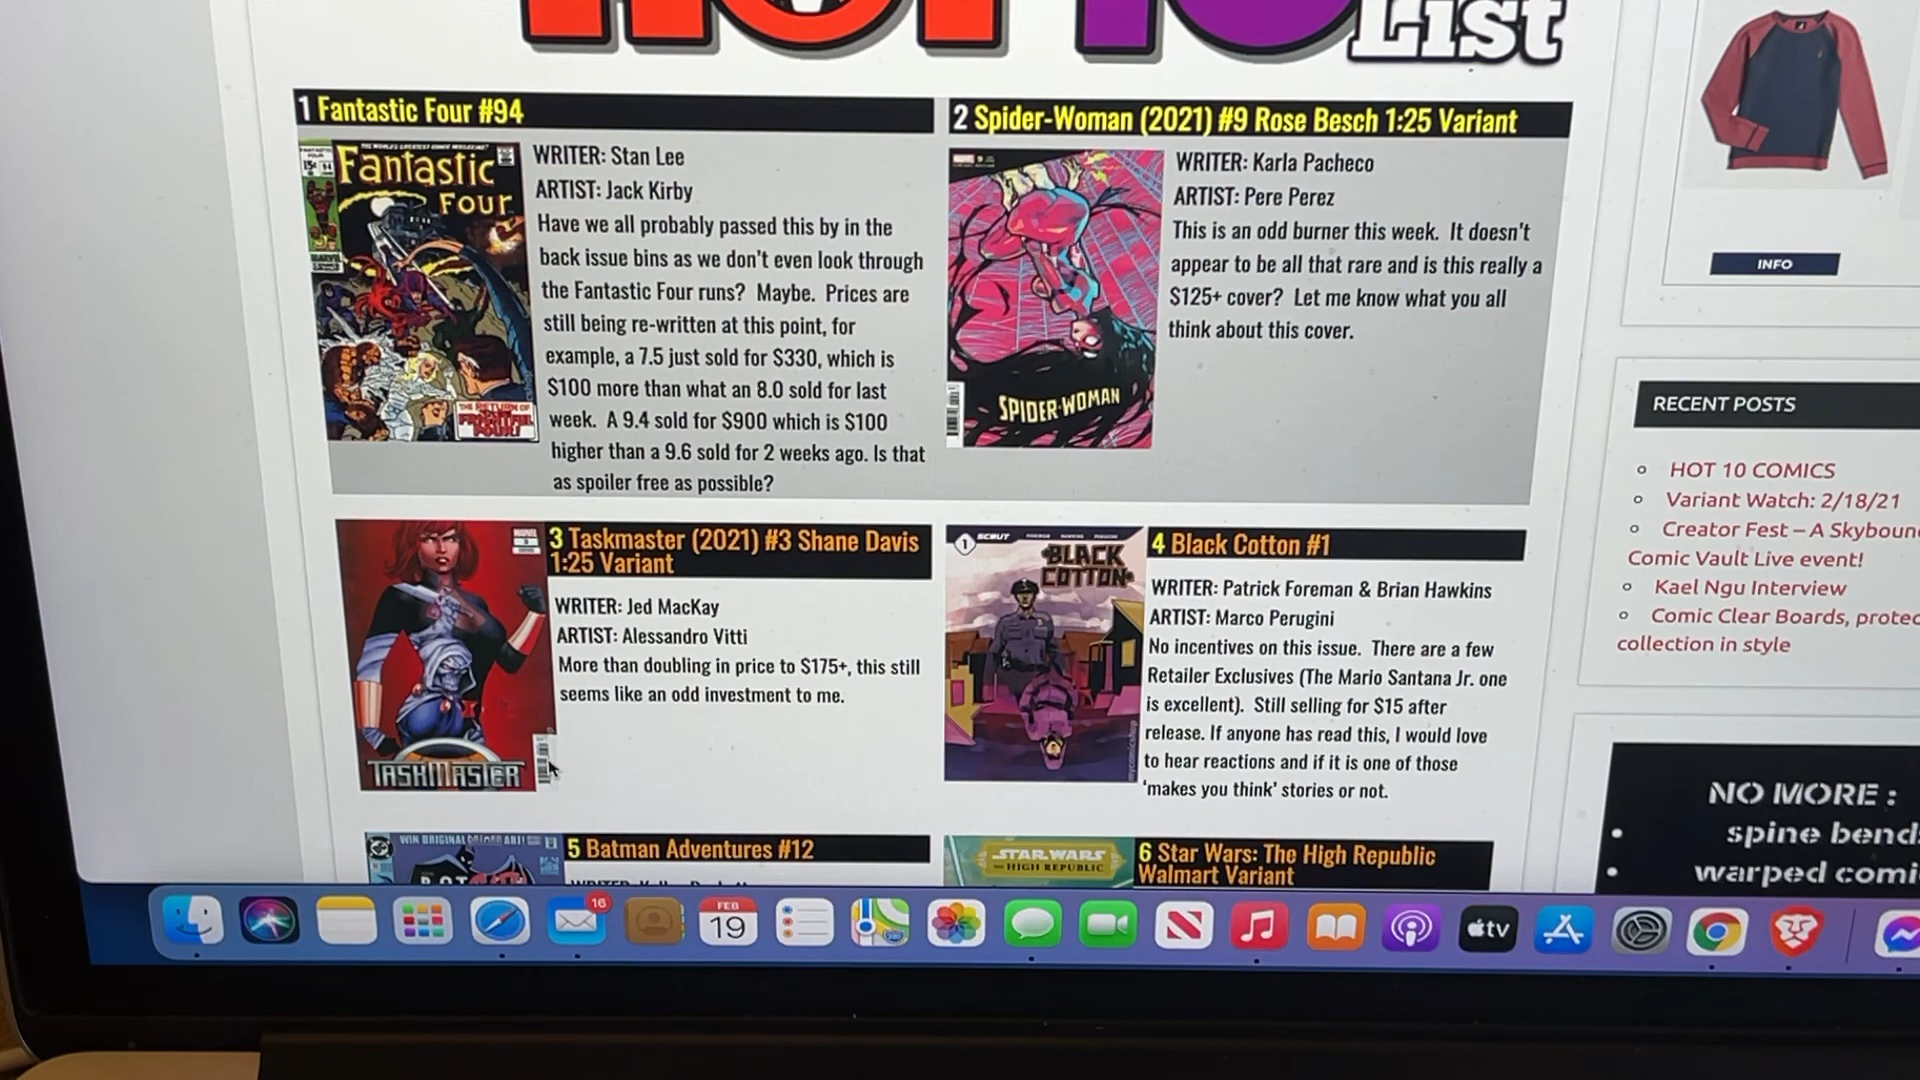 List
1 Fantastic Four #94
Fantastic
Four
WRITER: Stan Lee
ARTIST: Jack Kirby
Have we all probably passed this by in the
back issue bins as we don't even look through
the Fantastic Four runs?  Maybe.  Prices are
still being re-written at this point, for
example, a 7.5 just sold for $330, which is
$100 more than what an 8.0 sold for last
week.  A 9.4 sold for $900 which is $100
higher than a 9.6 sold for 2 weeks ago. Is that
as spoiler free as possible?
2 Spider-Woman (2021) #9 Rose Besch 1:25 Variant
SPIDER-WOMAN
WRITER: Karla Pacheco
ARTIST: Pere Perez
This is an odd burner this week.  It doesn't
appear to be all that rare and is this really a
$125+ cover?  Let me know what you all
think about this cover.
3 Taskmaster (2021) #3 Shane Davis
1:25 Variant
MARVEL
TASKMASTER
WRITER: Jed MacKay
ARTIST: Alessandro Vitti
More than doubling in price to $175+, this still
seems like an odd investment to me.
4 Black Cotton #1
1 SCOUT
BLACK
COTTON
WRITER: Patrick Foreman & Brian Hawkins
ARTIST: Marco Perugini
No incentives on this issue.  There are a few
Retailer Exclusives (The Mario Santana Jr. one
is excellent).  Still selling for $15 after
release. If anyone has read this, I would love
to hear reactions and if it is one of those
'makes you think' stories or not.
5 Batman Adventures #12
6 Star Wars: The High Republic
Walmart Variant
STAR WARS
THE HIGH REPUBLIC
INFO
RECENT POSTS
HOT 10 COMICS
Variant Watch: 2/18/21
Creator Fest – A Skyboun
Comic Vault Live event!
Kael Ngu Interview
Comic Clear Boards, protec
collection in style
NO MORE :
spine bend
warped comi
16
FEB
19
tv